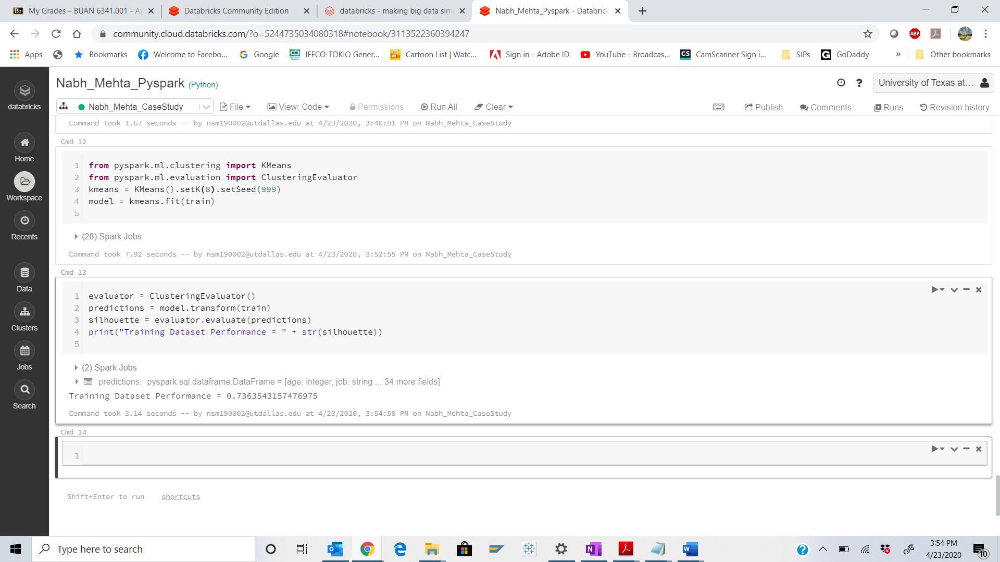 My Grades – BUAN 6341.001 - A
Databricks Community Edition
databricks - making big data sim
Nabh_Mehta_Pyspark - Databrick
community.cloud.databricks.com/?o=5244735034080318#notebook/3113522360394247
ABP
Apps
Bookmarks
Welcome to Facebo...
Google
IFFCO-TOKIO Gener...
Cartoon List | Watc...
Sign in - Adobe ID
YouTube - Broadcas...
CS CamScanner Sign i...
SIPs
GoDaddy
»
Other bookmarks
databricks
Home
Workspace
Recents
Data
Clusters
Jobs
Search
Nabh_Mehta_Pyspark (Python)
? University of Texas at...
Nabh_Mehta_CaseStudy
File
View: Code
Permissions
Run All
Clear
Publish
Comments
Runs
Revision history
Command took 1.67 seconds -- by nsm190002@utdallas.edu at 4/23/2020, 3:40:01 PM on Nabh_Mehta_CaseStudy
Cmd 12
1 from pyspark.ml.clustering import KMeans
2 from pyspark.ml.evaluation import ClusteringEvaluator
3 kmeans = KMeans().setK(8).setSeed(999)
4 model = kmeans.fit(train)
5
(28) Spark Jobs
Command took 7.92 seconds -- by nsm190002@utdallas.edu at 4/23/2020, 3:52:55 PM on Nabh_Mehta_CaseStudy
Cmd 13
1 evaluator = ClusteringEvaluator()
2 predictions = model.transform(train)
3 silhouette = evaluator.evaluate(predictions)
4 print("Training Dataset Performance = " + str(silhouette))
5
(2) Spark Jobs
predictions: pyspark.sql.dataframe.DataFrame = [age: integer, job: string ... 34 more fields]
Training Dataset Performance = 0.7363543157476975
Command took 3.14 seconds -- by nsm190002@utdallas.edu at 4/23/2020, 3:54:50 PM on Nabh_Mehta_CaseStudy
Cmd 14
1
Shift+Enter to run shortcuts
Type here to search
3:54 PM
4/23/2020
10